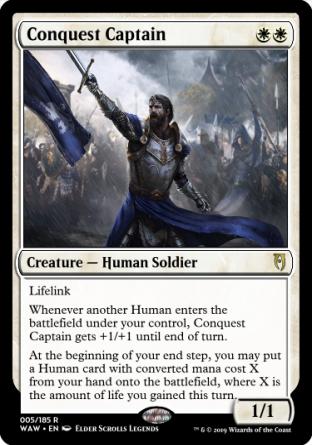 Conquest Captain
Creature — Human Soldier
Lifelink
Whenever another Human enters the
battlefield under your control, Conquest
Captain gets +1/+1 until end of turn.
At the beginning of your end step, you may put
a Human card with converted mana cost X
from your hand onto the battlefield, where X is
the amount of life you gained this turn.
1/1
005/185 R
WAW • EN ELDER SCROLLS LEGENDS
™ & © 2019 Wizards of the Coast